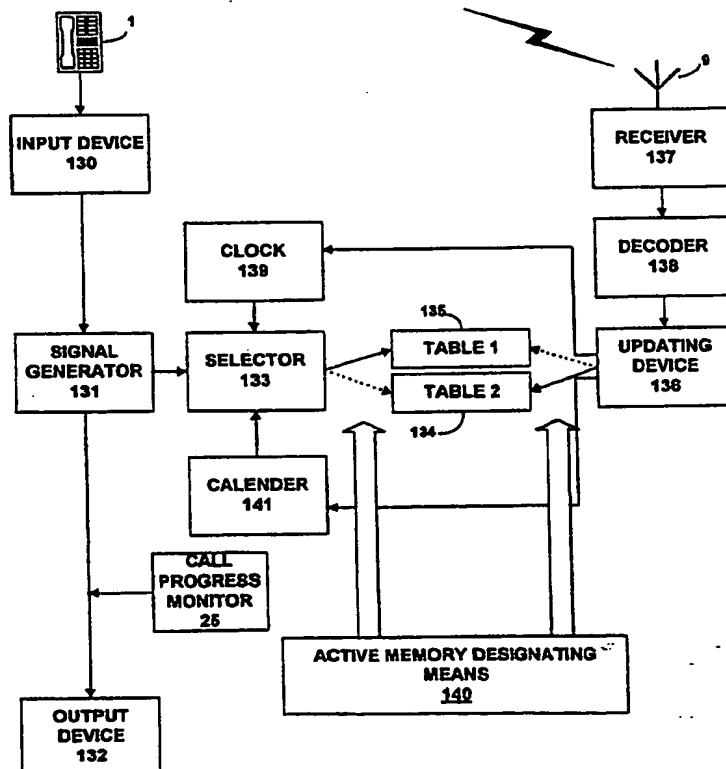 1
9
INPUT DEVICE
130
RECEIVER
137
CLOCK
139
DECODER
138
SIGNAL
GENERATOR
131
SELECTOR
133
135
TABLE 1
TABLE 2
134
UPDATING
DEVICE
136
CALENDER
141
CALL
PROGRESS
MONITOR
25
ACTIVE MEMORY DESIGNATING
MEANS
140
OUTPUT
DEVICE
132